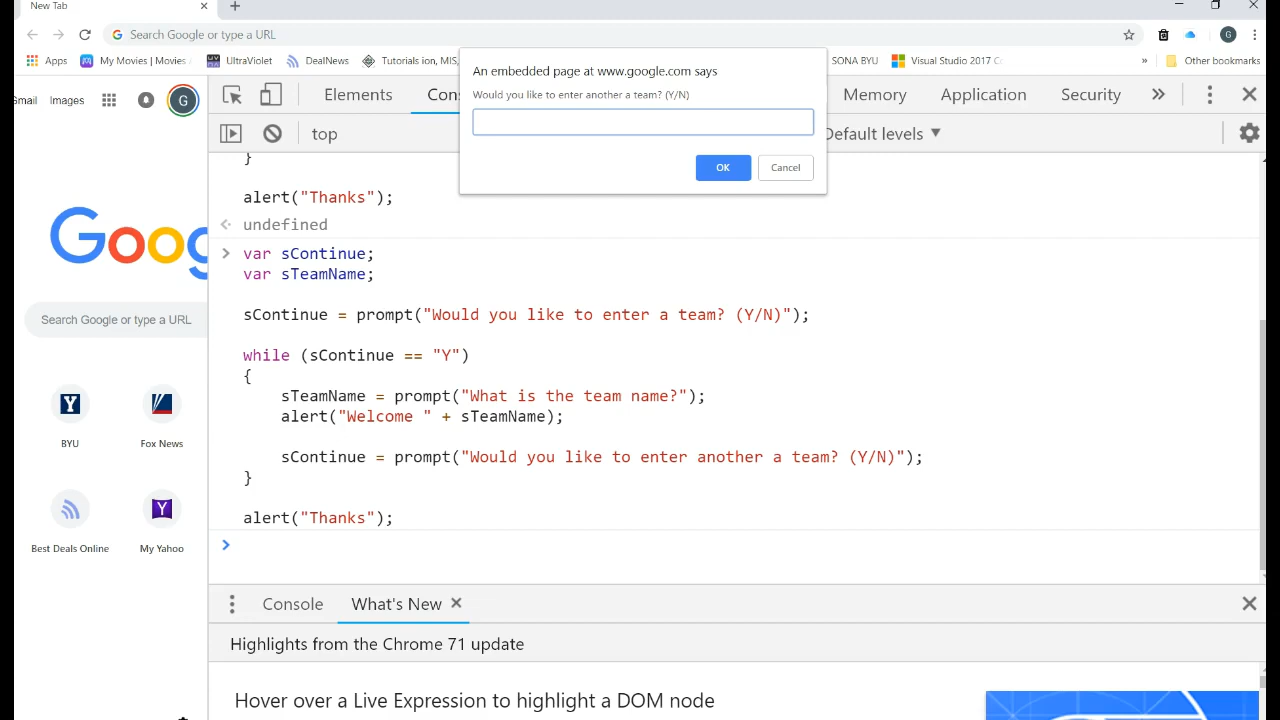 New Tab
Search Google or type a URL
G
Apps
My Movies | Movies
UltraViolet
DealNews
Tutorials ion, MIS,
SONA BYU
Visual Studio 2017 Co
»
Other bookmarks
An embedded page at www.google.com says
Would you like to enter another a team? (Y/N)
OK
Cancel
Gmail
Images
G
Elements
Con
Memory
Application
Security
top
Default levels ▼
}
alert("Thanks");
undefined
var sContinue;
var sTeamName;
sContinue = prompt("Would you like to enter a team? (Y/N)");
while (sContinue == "Y")
{
sTeamName = prompt("What is the team name?");
alert("Welcome " + sTeamName);
sContinue = prompt("Would you like to enter another a team? (Y/N)");
}
alert("Thanks");
Goog
Search Google or type a URL
BYU
Fox News
Best Deals Online
My Yahoo
Console
What's New
Highlights from the Chrome 71 update
Hover over a Live Expression to highlight a DOM node